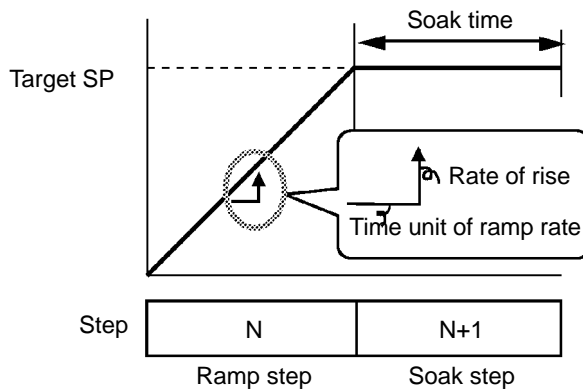 Soak time
Target SP
Rate of rise
Time unit of ramp rate
Step N N+1
Ramp step Soak step